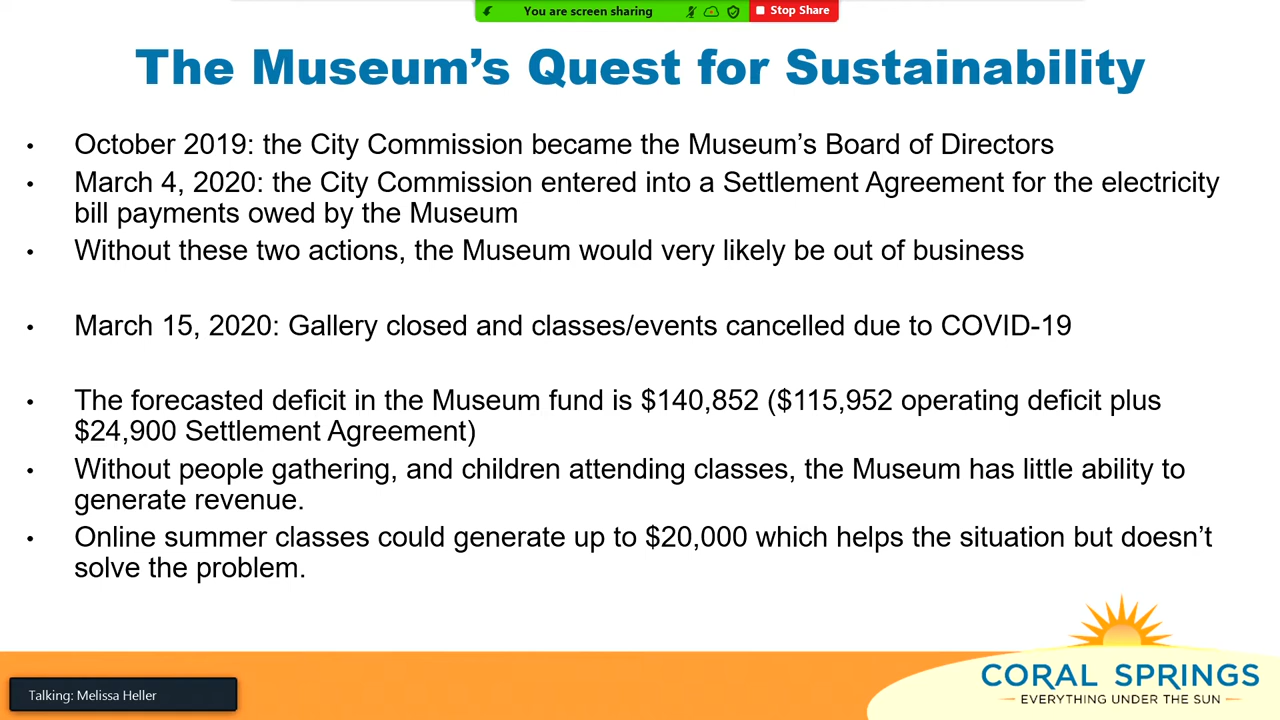 You are screen sharing
Stop Share
The Museum's Quest for Sustainability
• October 2019: the City Commission became the Museum's Board of Directors
• March 4, 2020: the City Commission entered into a Settlement Agreement for the electricity
bill payments owed by the Museum
• Without these two actions, the Museum would very likely be out of business
• March 15, 2020: Gallery closed and classes/events cancelled due to COVID-19
• The forecasted deficit in the Museum fund is $140,852 ($115,952 operating deficit plus
$24,900 Settlement Agreement)
• Without people gathering, and children attending classes, the Museum has little ability to
generate revenue.
• Online summer classes could generate up to $20,000 which helps the situation but doesn't
solve the problem.
CORAL SPRINGS
EVERYTHING UNDER THE SUN
Talking: Melissa Heller